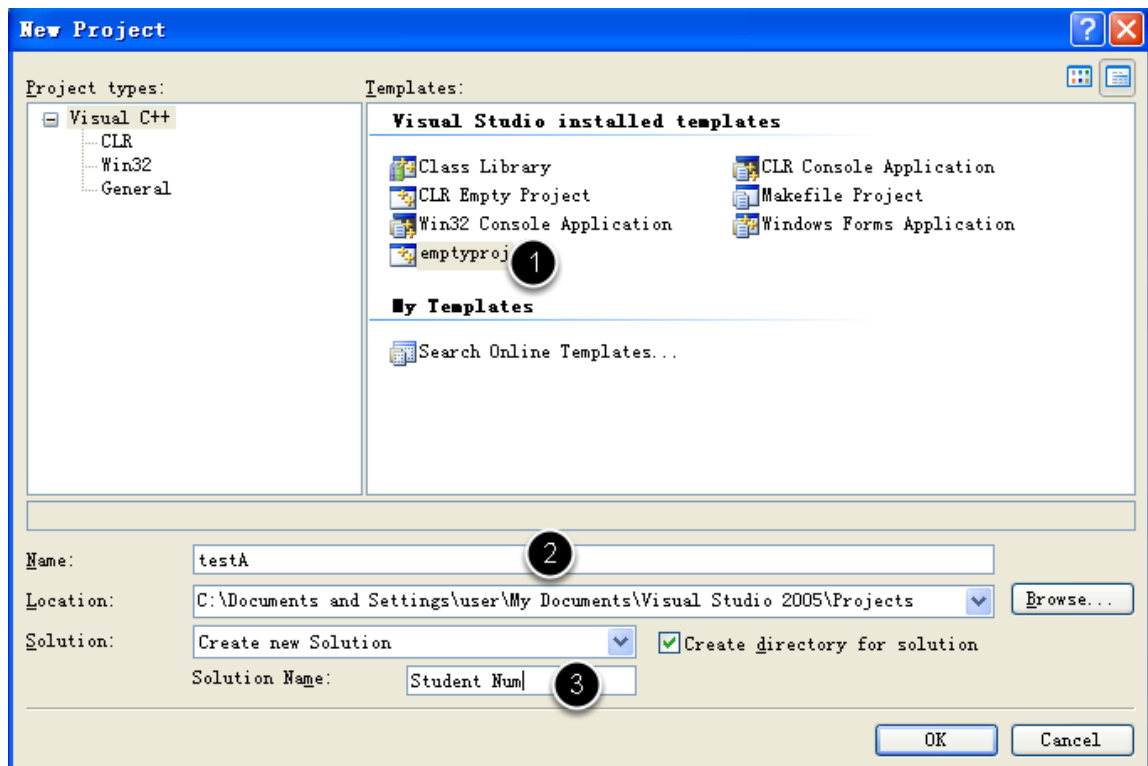 New Project
Project types:
Templates:
Visual C++
CLR
Win32
General
Visual Studio installed templates
Class Library
CLR Console Application
CLR Empty Project
Makefile Project
Win32 Console Application
Windows Forms Application
emptyproj
1
My Templates
Search Online Templates...
Name: testA
2
Location: C:\Documents and Settings\user\My Documents\Visual Studio 2005\Projects Browse...
Solution: Create new Solution Create directory for solution
Solution Name: Student Num
3
OK Cancel